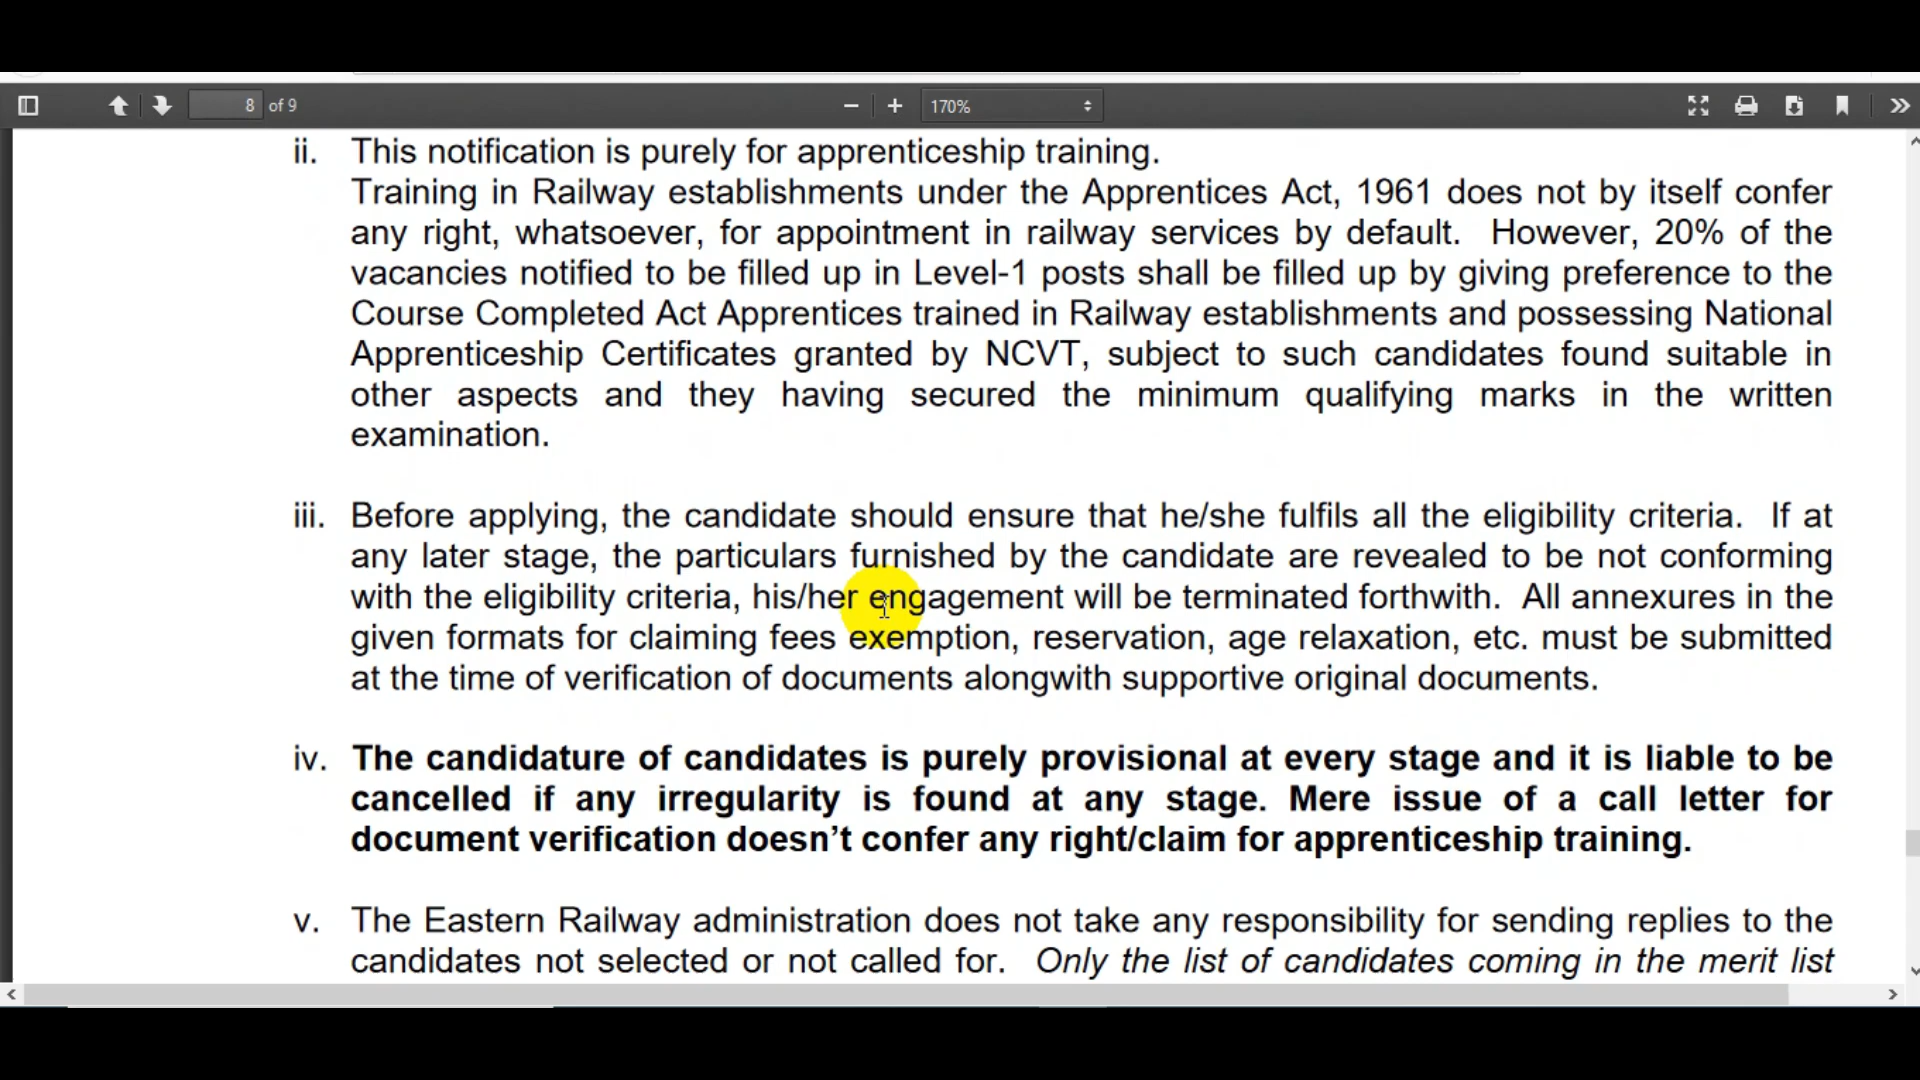 8 of 9
170%
ii. This notification is purely for apprenticeship training.
Training in Railway establishments under the Apprentices Act, 1961 does not by itself confer
any right, whatsoever, for appointment in railway services by default. However, 20% of the
vacancies notified to be filled up in Level-1 posts shall be filled up by giving preference to the
Course Completed Act Apprentices trained in Railway establishments and possessing National
Apprenticeship Certificates granted by NCVT, subject to such candidates found suitable in
other aspects and they having secured the minimum qualifying marks in the written
examination.
iii. Before applying, the candidate should ensure that he/she fulfils all the eligibility criteria. If at
any later stage, the particulars furnished by the candidate are revealed to be not conforming
with the eligibility criteria, his/her engagement will be terminated forthwith. All annexures in the
given formats for claiming fees exemption, reservation, age relaxation, etc. must be submitted
at the time of verification of documents alongwith supportive original documents.
iv. The candidature of candidates is purely provisional at every stage and it is liable to be
cancelled if any irregularity is found at any stage. Mere issue of a call letter for
document verification doesn’t confer any right/claim for apprenticeship training.
v. The Eastern Railway administration does not take any responsibility for sending replies to the
candidates not selected or not called for. Only the list of candidates coming in the merit list